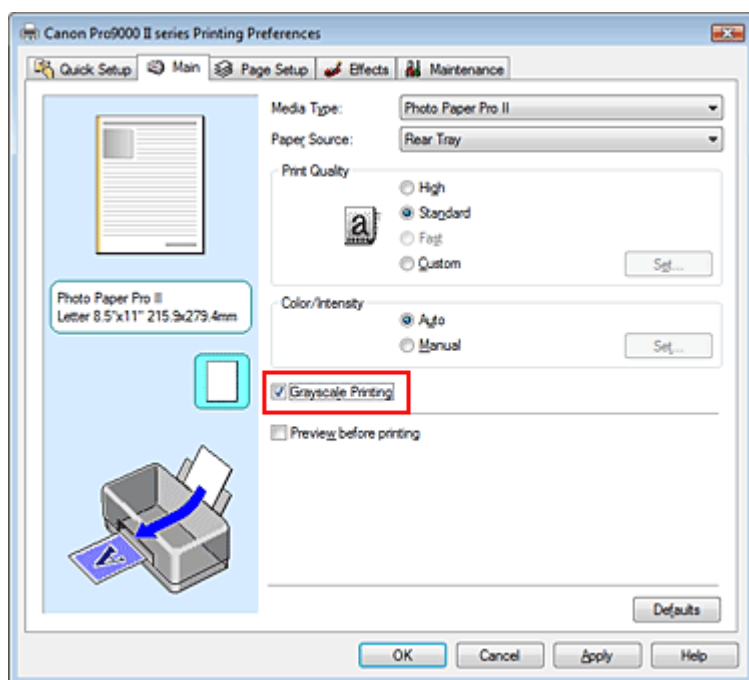 Canon Pro9000 II series Printing Preferences
Quick Setup Main Page Setup Effects Maintenance
Media Type: Photo Paper Pro II
Paper Source: Rear Tray
Print Quality
High
a
Standard
Fast
Custom Set...
Photo Paper Pro II
Letter 8.5"x11" 215.9x279.4mm
Color/Intensity
Auto
Manual Set...
Grayscale Printing
Preview before printing
A
Defaults
OK Cancel Apply Help